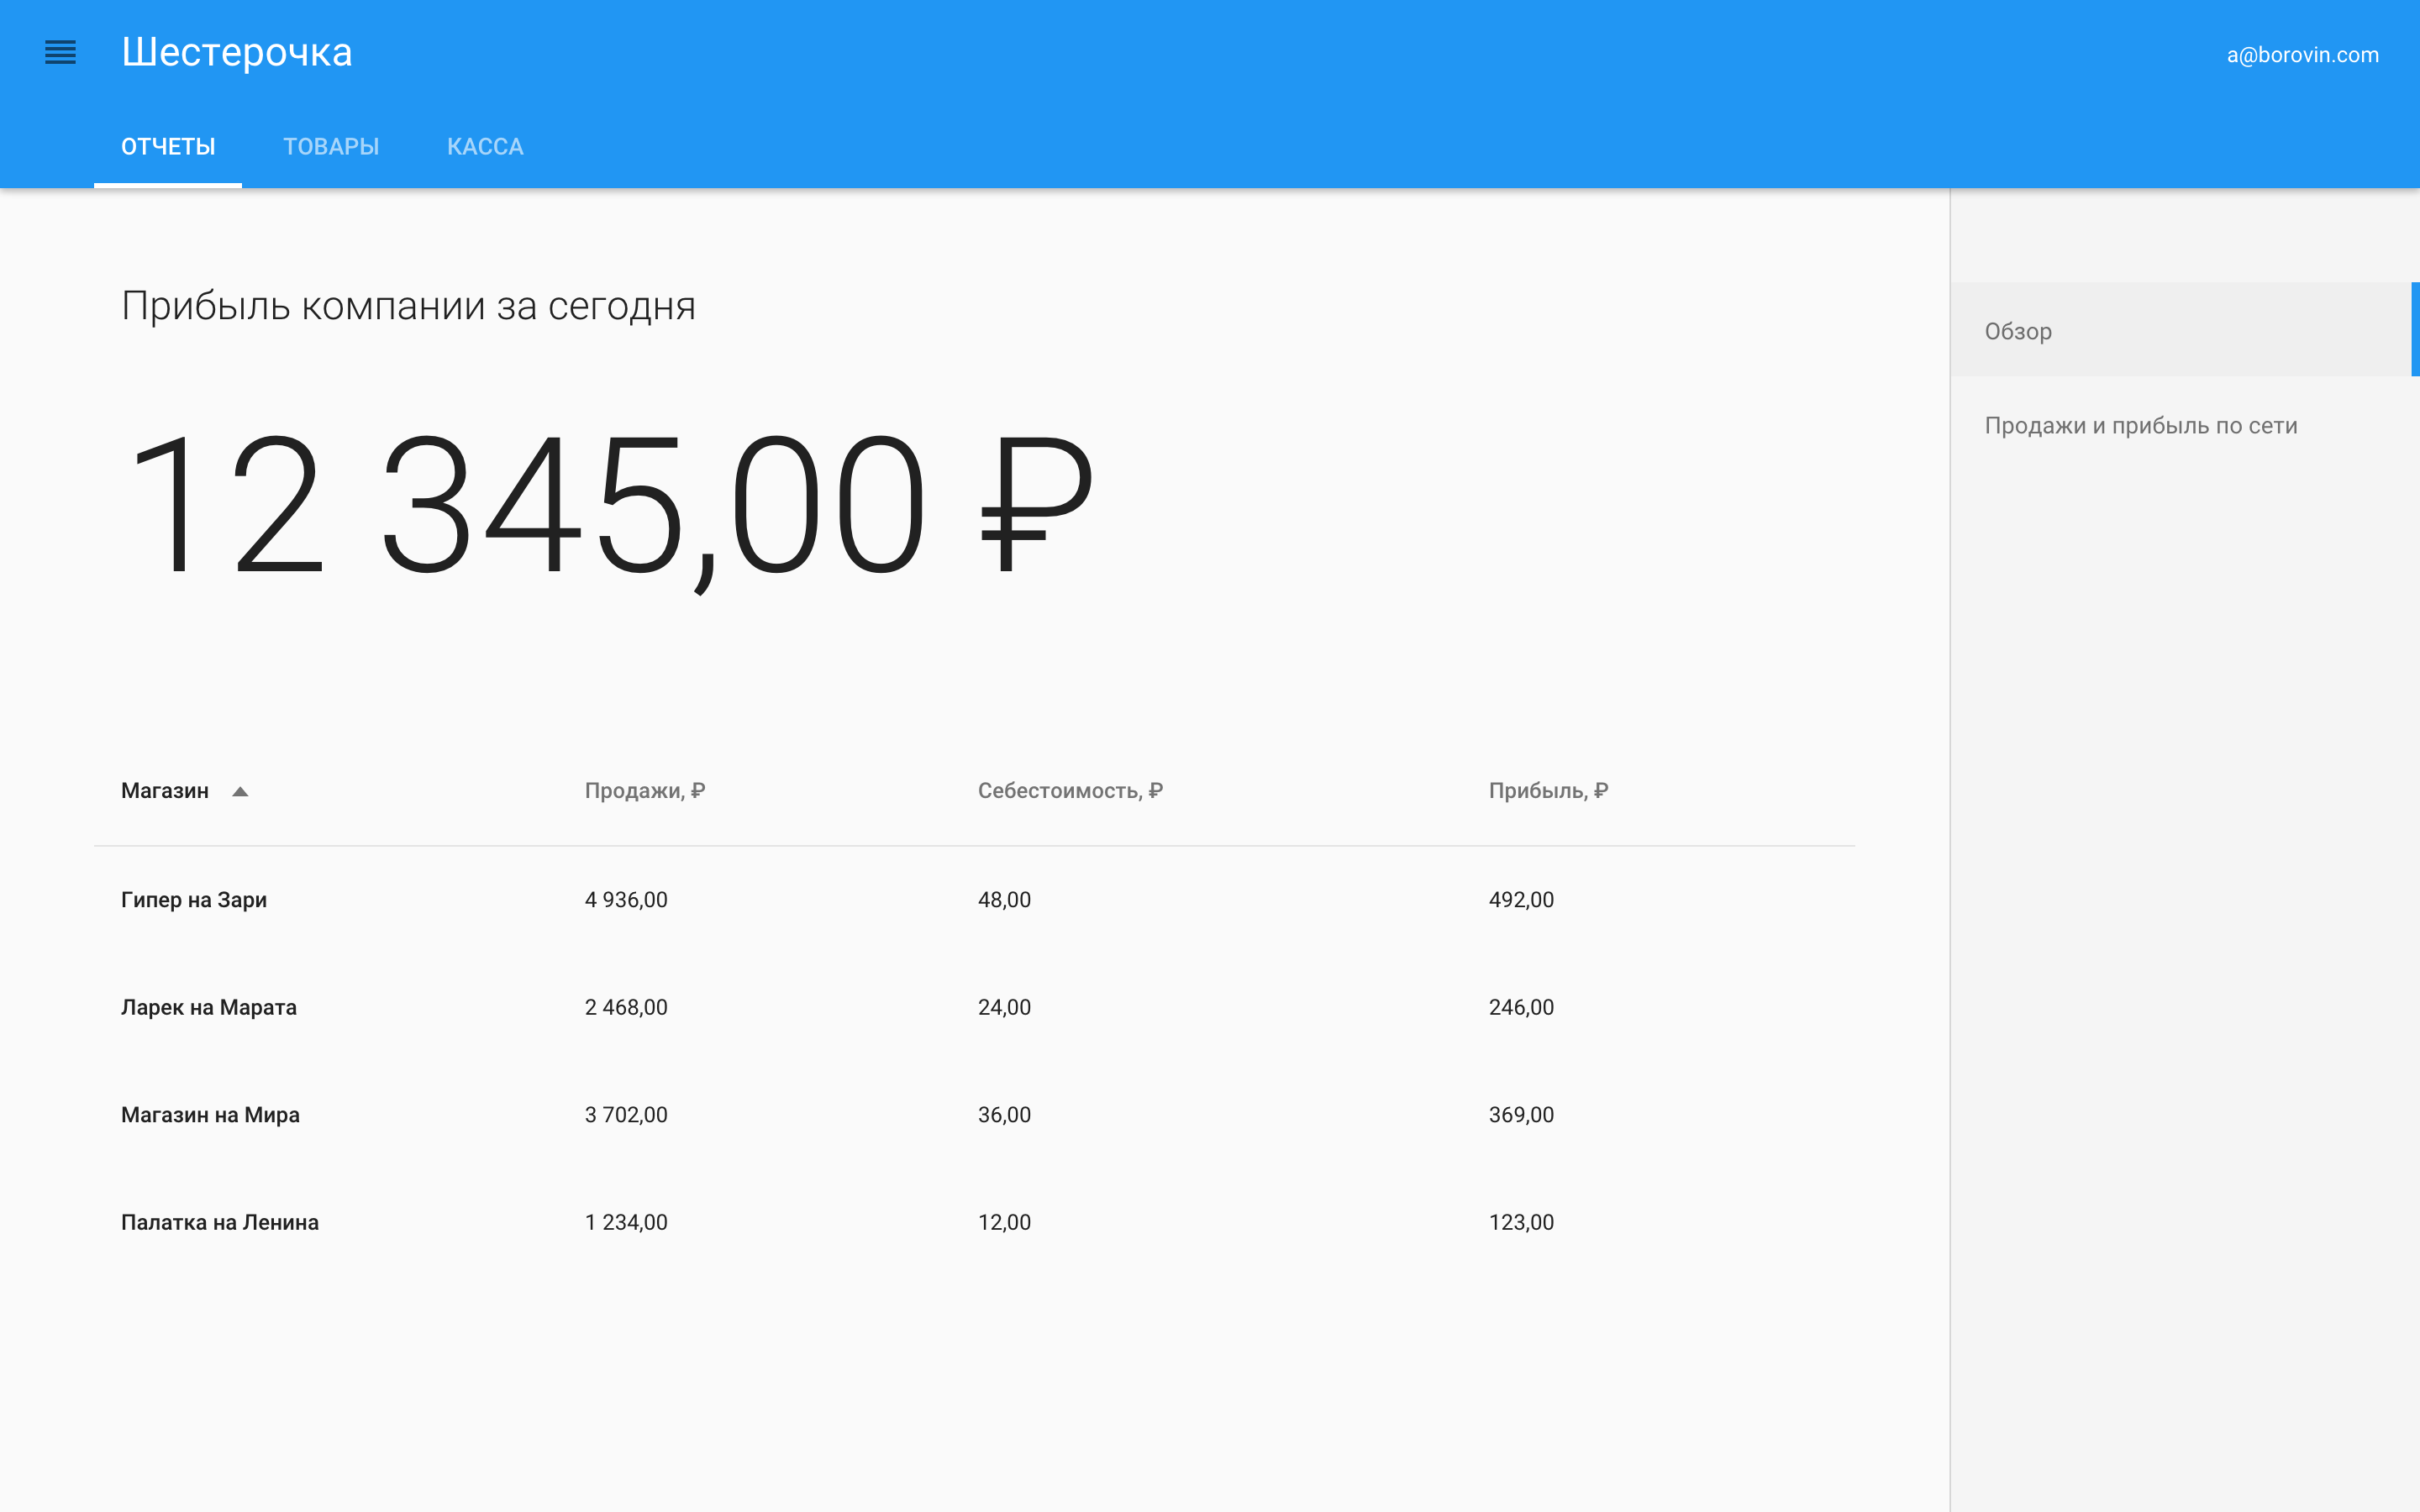 Шестерочка
a@borovin.com
ОТЧЕТЫ ТОВАРЫ КАССА
Прибыль компании за сегодня
12 345,00 ₽
Обзор
Продажи и прибыль по сети
Магазин Продажи, ₽ Себестоимость, ₽ Прибыль, ₽
Гипер на Зари 4 936,00 48,00 492,00
Ларек на Марата 2 468,00 24,00 246,00
Магазин на Мира 3 702,00 36,00 369,00
Палатка на Ленина 1 234,00 12,00 123,00